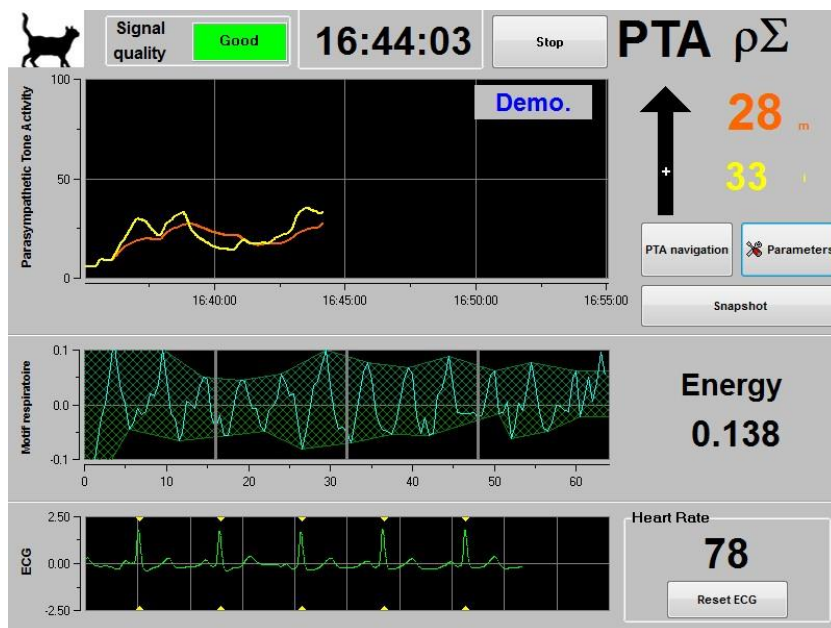 Signal
quality
Good
16:44:03
Stop
PTA ρΣ
Parasympathetic Tone Activity
100
50
0
Demo.
28 m
33 i
16:40:00
16:45:00
16:50:00
16:55:00
PTA navigation
Parameters
Snapshot
Motif respiratoire
0.1
0.0
-0.1
0
10
20
30
40
50
60
Energy
0.138
ECG
2.50
0.00
-2.50
Heart Rate
78
Reset ECG